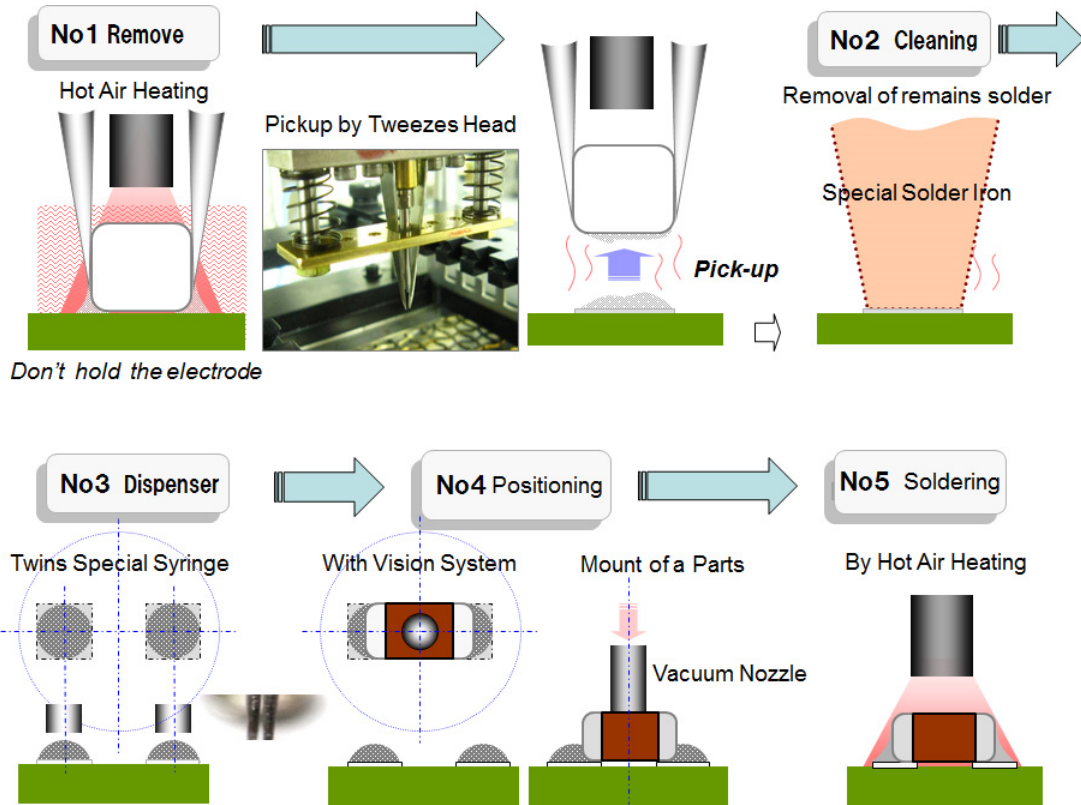 No1 Remove
Hot Air Heating
Pickup by Tweezes Head
Don't hold the electrode
Pick-up
No2 Cleaning
Removal of remains solder
Special Solder Iron
No3 Dispenser
Twins Special Syringe
No4 Positioning
With Vision System
Mount of a Parts
Vacuum Nozzle
No5 Soldering
By Hot Air Heating